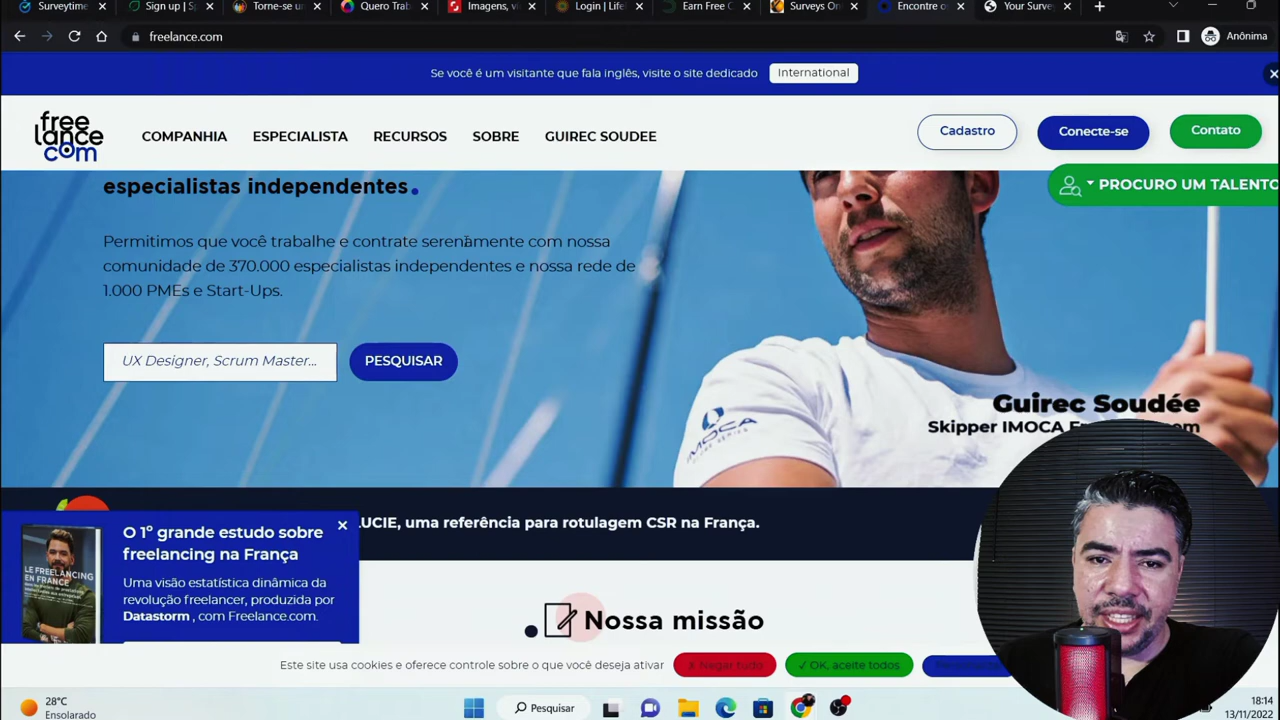 Surveytime
Sign up | S
Torne-se um
Quero Trab
Imagens, v
Login | Life
Earn Free C
Surveys On
Encontre o
Your Surve
freelance.com
Anônima
Se você é um visitante que fala inglês, visite o site dedicado
International
free
lance
com
COMPANHIA
ESPECIALISTA
RECURSOS
SOBRE
GUIREC SOUDEE
Cadastro
Conecte-se
Contato
PROCURO UM TALENTO
especialistas independentes.
Permitimos que você trabalhe e contrate serenamente com nossa
comunidade de 370.000 especialistas independentes e nossa rede de
1.000 PMEs e Start-Ups.
UX Designer, Scrum Master...
PESQUISAR
IMOCA
Guirec Soudée
Skipper IMOCA F
om
UCIE, uma referência para rotulagem CSR na França.
O 1º grande estudo sobre
freelancing na França
LE FREELANCING
EN FRANCE
Uma visão estatística dinâmica da
revolução freelancer, produzida por
Datastorm , com Freelance.com.
Nossa missão
Este site usa cookies e oferece controle sobre o que você deseja ativar
✗ Negar tudo
✓ OK, aceite todos
28°C
Ensolarado
Pesquisar
18:14
13/11/2022